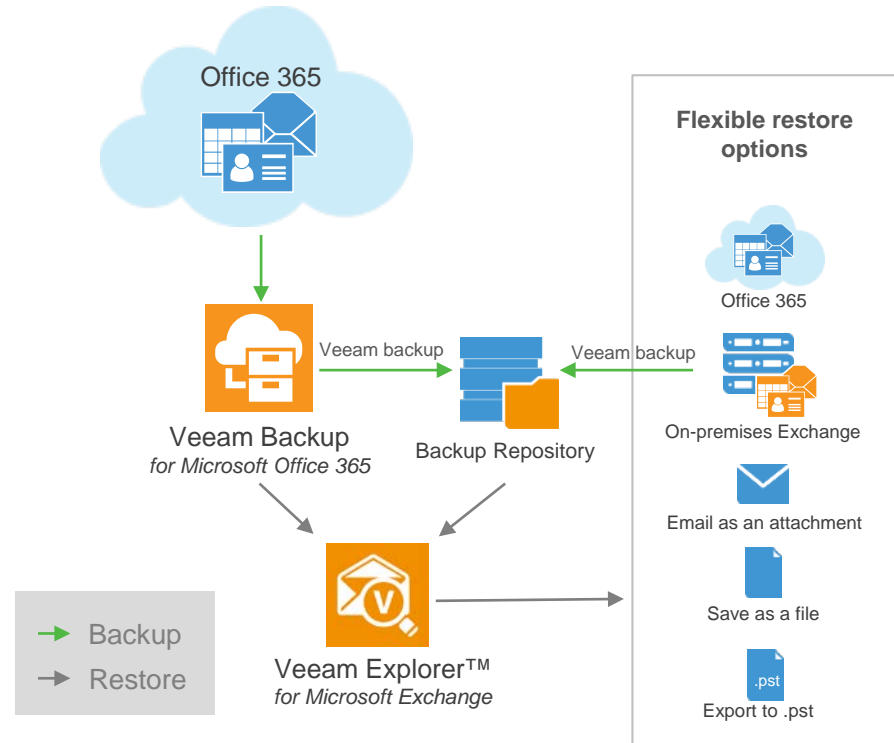 Office 365
Flexible restore
options
Office 365
Veeam backup
Veeam backup
Veeam Backup
for Microsoft Office 365
Backup Repository
On-premises Exchange
Email as an attachment
Save as a file
V
Backup
Restore
Veeam Explorer™
for Microsoft Exchange
.pst
Export to .pst